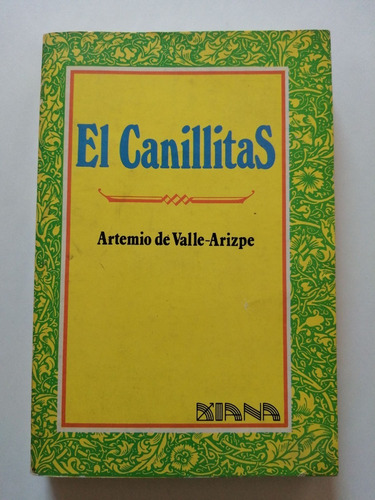 El CanillitaS
Artemio de Valle-Arizpe
DIANA